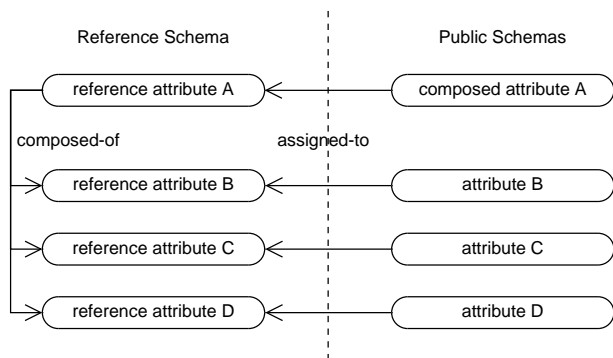 Reference Schema
Public Schemas
reference attribute A
composed attribute A
composed-of
assigned-to
reference attribute B
attribute B
reference attribute C
attribute C
reference attribute D
attribute D